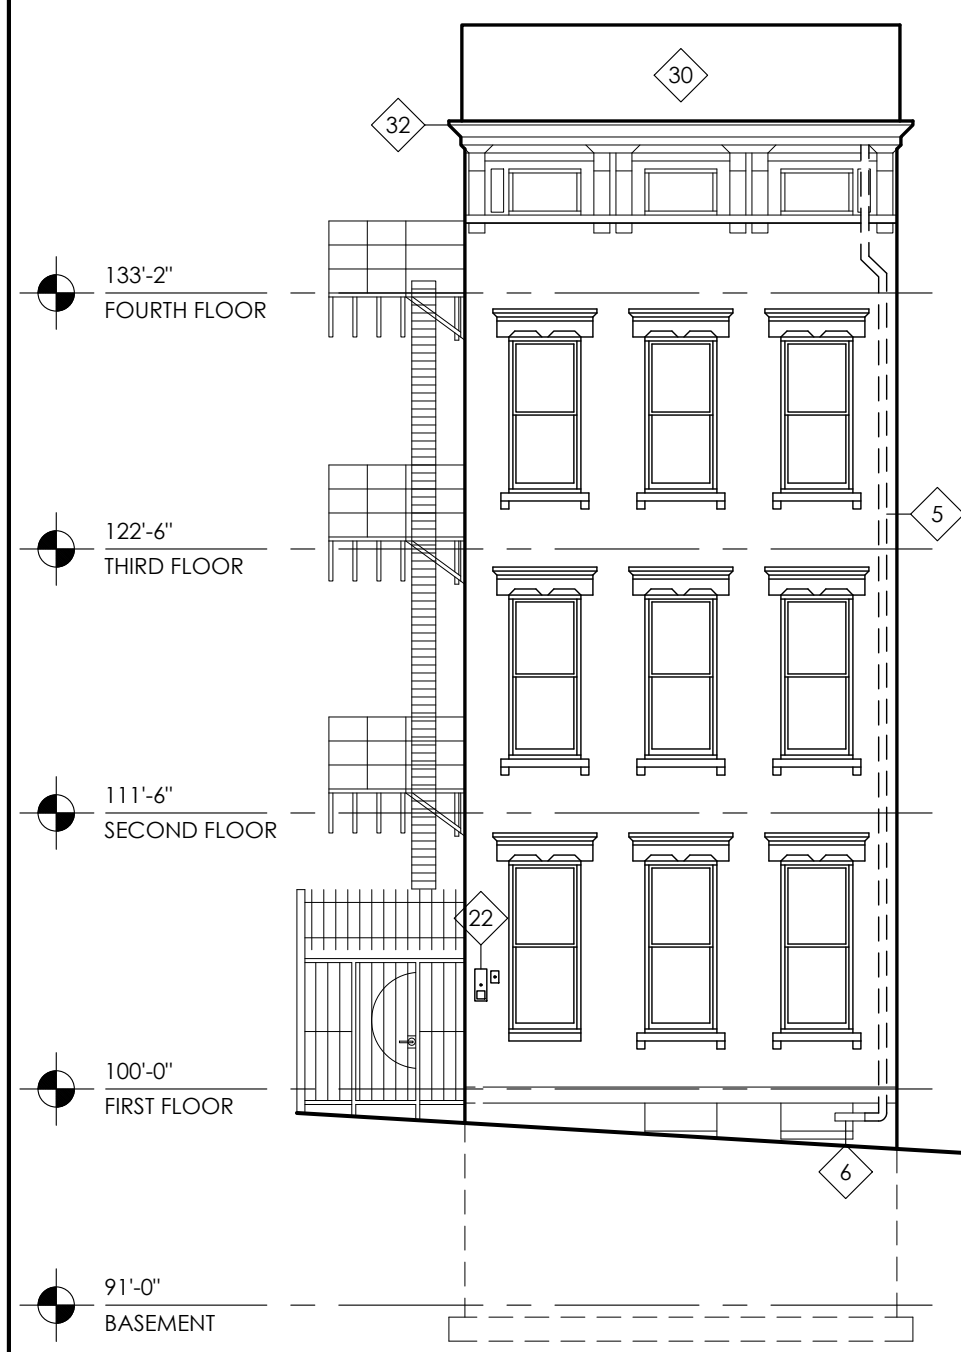 30
32
133'-2"
FOURTH FLOOR
5
122'-6"
THIRD FLOOR
111'-6"
SECOND FLOOR
22
100'-0"
FIRST FLOOR
6
91'-0"
BASEMENT